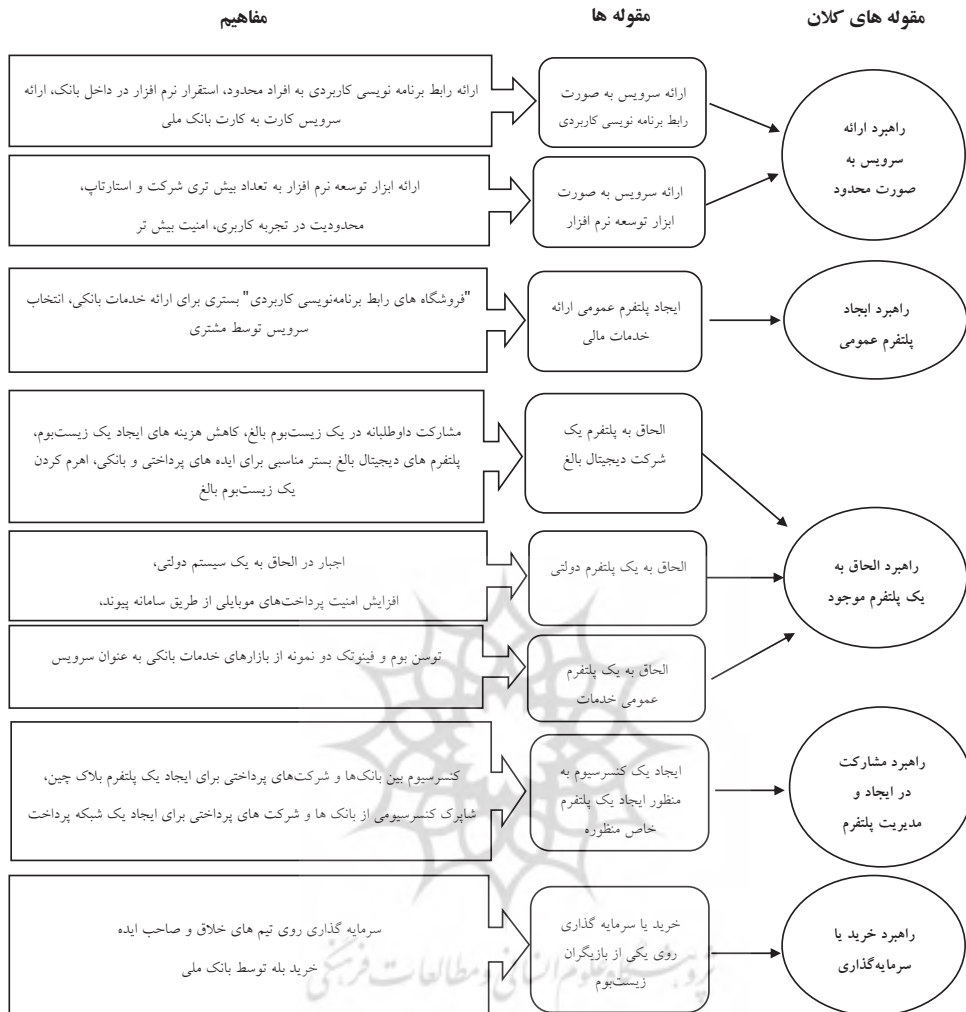 مقوله های کلان
مقوله ها
مفاهیم
راهبرد ارائه
سرویس به
صورت محدود
ارائه سرویس به صورت
رابط برنامه نویسی کاربردی
ارائه رابط برنامه نویسی کاربردی به افراد محدود، استقرار نرم افزار در داخل بانک، ارائه
سرویس کارت به کارت بانک ملی
ارائه سرویس به صورت
ابزار توسعه نرم افزار
ارائه ابزار توسعه نرم افزار به تعداد بیش تری شرکت و استارتاپ،
محدودیت در تجربه کاربری، امنیت بیش تر
راهبرد ایجاد
پلتفرم عمومی
ایجاد پلتفرم عمومی ارائه
خدمات مالی
"فروشگاه های رابط برنامه‌نویسی کاربردی" بستری برای ارائه خدمات بانکی، انتخاب
سرویس توسط مشتری
راهبرد الحاق به
یک پلتفرم موجود
الحاق به پلتفرم یک
شرکت دیجیتال بالغ
مشارکت داوطلبانه در یک زیست‌بوم بالغ، کاهش هزینه های ایجاد یک زیست‌بوم،
پلتفرم های دیجیتال بالغ بستر مناسبی برای ایده های پرداختی و بانکی، اهرم کردن
یک زیست‌بوم بالغ
الحاق به یک پلتفرم دولتی
اجبار در الحاق به یک سیستم دولتی،
افزایش امنیت پرداخت‌های موبایلی از طریق سامانه پیوند،
الحاق به یک پلتفرم
عمومی خدمات
توسن بوم و فینوتک دو نمونه از بازارهای خدمات بانکی به عنوان سرویس
راهبرد مشارکت
در ایجاد و
مدیریت پلتفرم
ایجاد یک کنسرسیوم به
منظور ایجاد یک پلتفرم
خاص منظوره
کنسرسیوم بین بانک‌ها و شرکت‌های پرداختی برای ایجاد یک پلتفرم بلاک چین،
شاپرک کنسرسیومی از بانک ها و شرکت های پرداختی برای ایجاد یک شبکه پرداخت
راهبرد خرید یا
سرمایه‌گذاری
خرید یا سرمایه گذاری
روی یکی از بازیگران
زیست‌بوم
سرمایه گذاری روی تیم های خلاق و صاحب ایده
خرید بله توسط بانک ملی
پژوهشگاه علوم انسانی و مطالعات فرهنگی